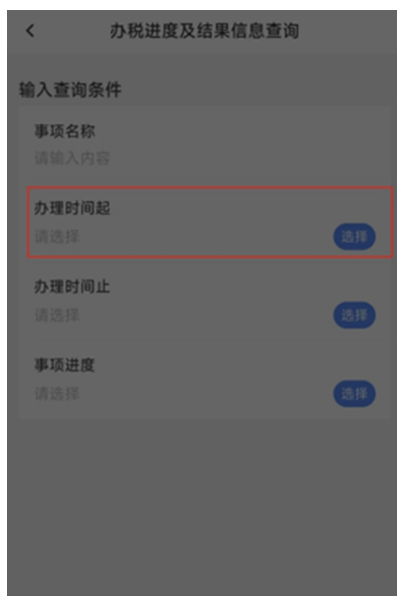 办税进度及结果信息查询
输入查询条件
事项名称
请输入内容
办理时间起
请选择
选择
办理时间止
请选择
选择
事项进度
请选择
选择